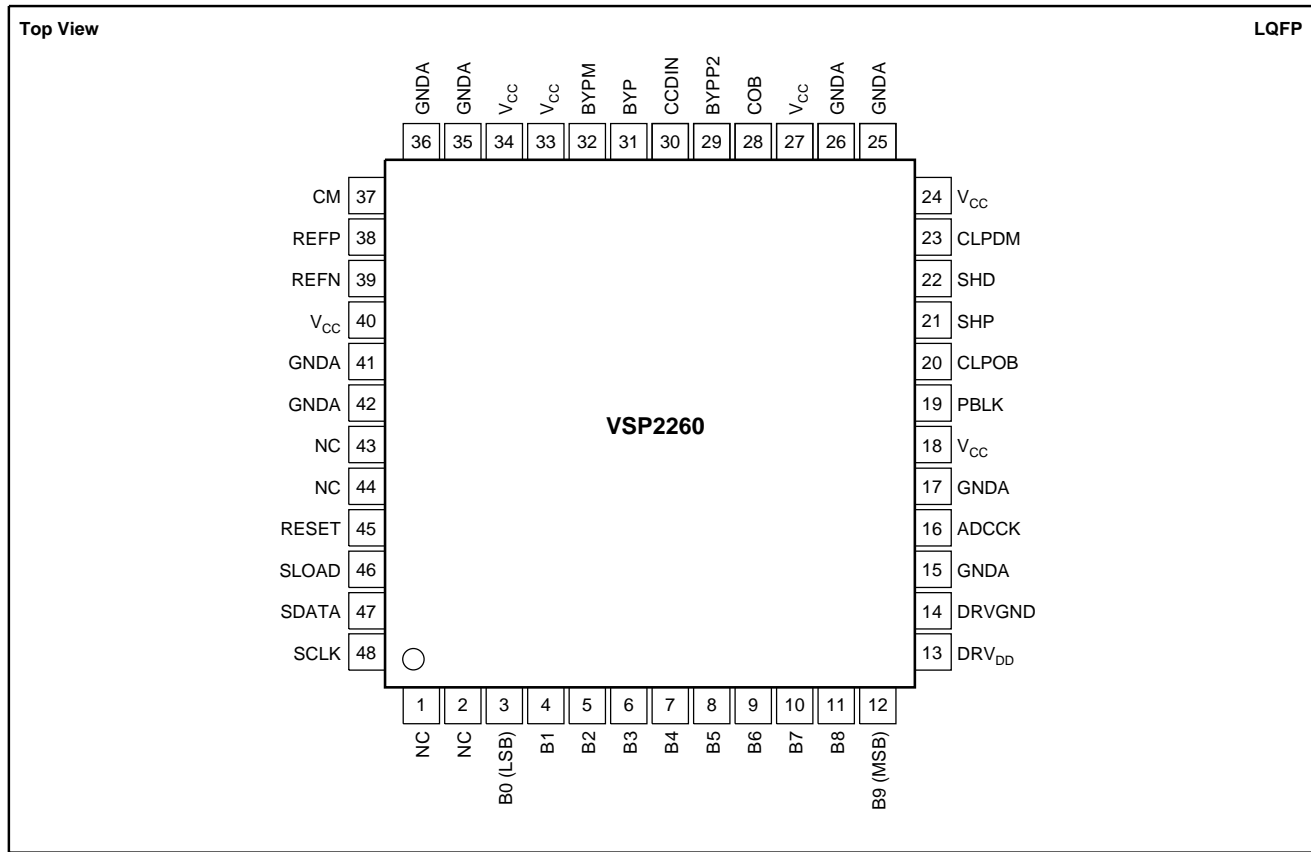 Top View
LQFP
GNDA GNDA VCC VCC BYPM BYP CCDIN BYPP2 COB VCC GNDA GNDA
36 35 34 33 32 31 30 29 28 27 26 25
CM 37
REFP 38
REFN 39
VCC 40
GNDA 41
GNDA 42
NC 43
NC 44
RESET 45
SLOAD 46
SDATA 47
SCLK 48
VSP2260
24 VCC
23 CLPDM
22 SHD
21 SHP
20 CLPOB
19 PBLK
18 VCC
17 GNDA
16 ADCCK
15 GNDA
14 DRVGND
13 DRVDD
1 2 3 4 5 6 7 8 9 10 11 12
NC NC B0 (LSB) B1 B2 B3 B4 B5 B6 B7 B8 B9 (MSB)